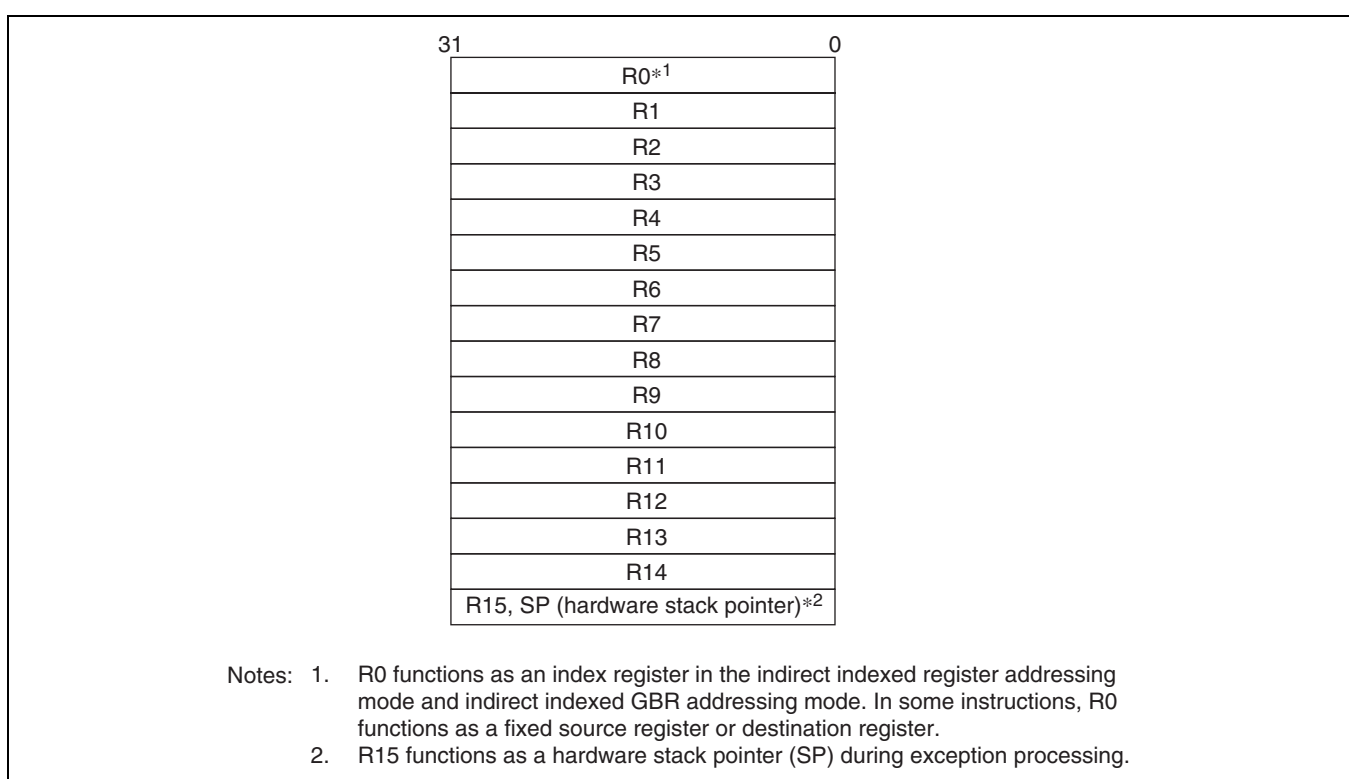 31 0
R0*1
R1
R2
R3
R4
R5
R6
R7
R8
R9
R10
R11
R12
R13
R14
R15, SP (hardware stack pointer)*2
Notes: 1. R0 functions as an index register in the indirect indexed register addressing
mode and indirect indexed GBR addressing mode. In some instructions, R0
functions as a fixed source register or destination register.
2. R15 functions as a hardware stack pointer (SP) during exception processing.